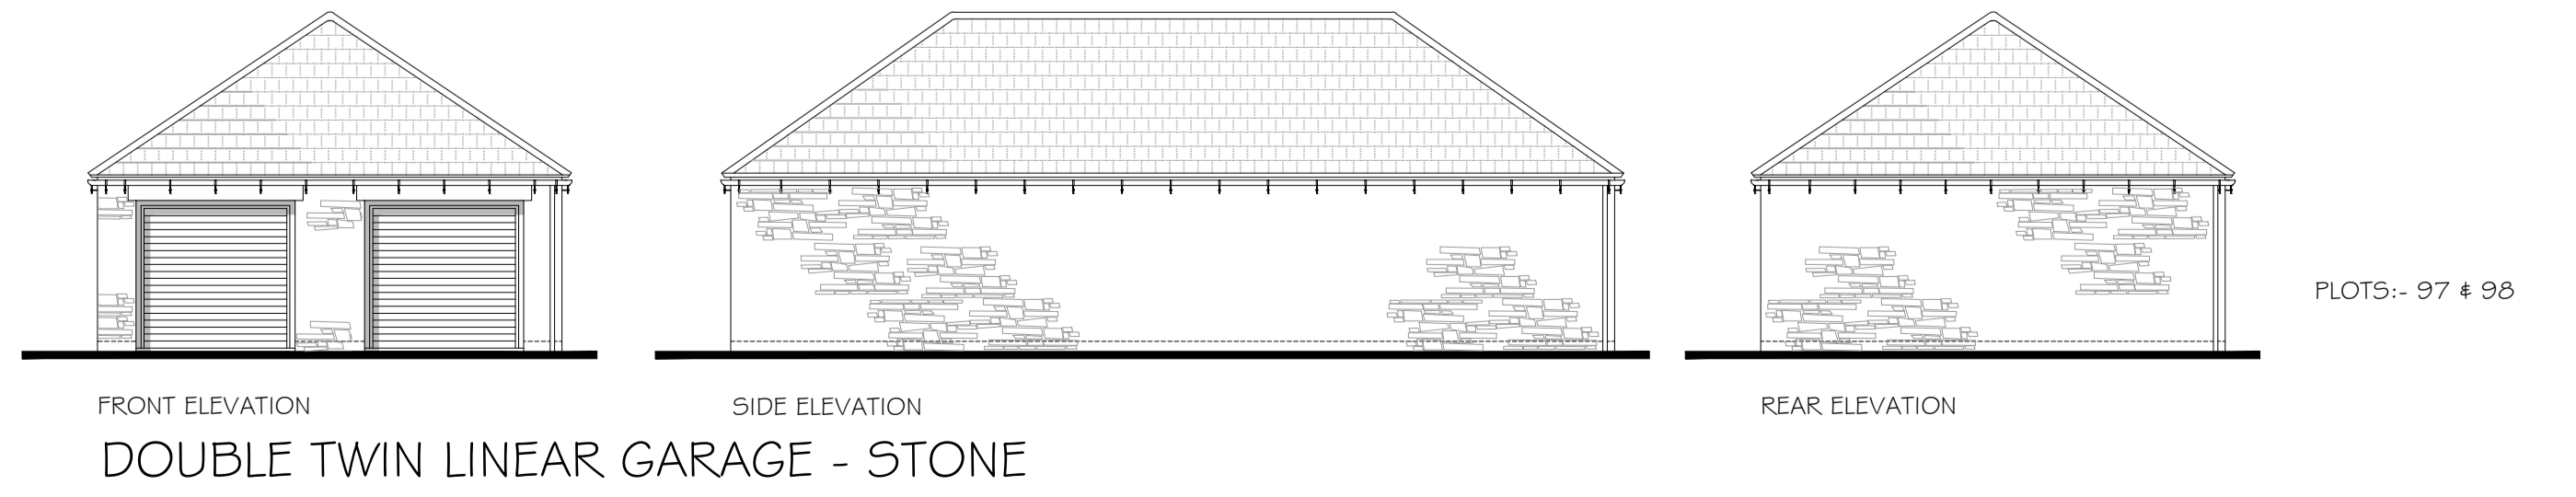 PLOTS:- 97 & 98
FRONT ELEVATION
SIDE ELEVATION
REAR ELEVATION
DOUBLE TWIN LINEAR GARAGE - STONE